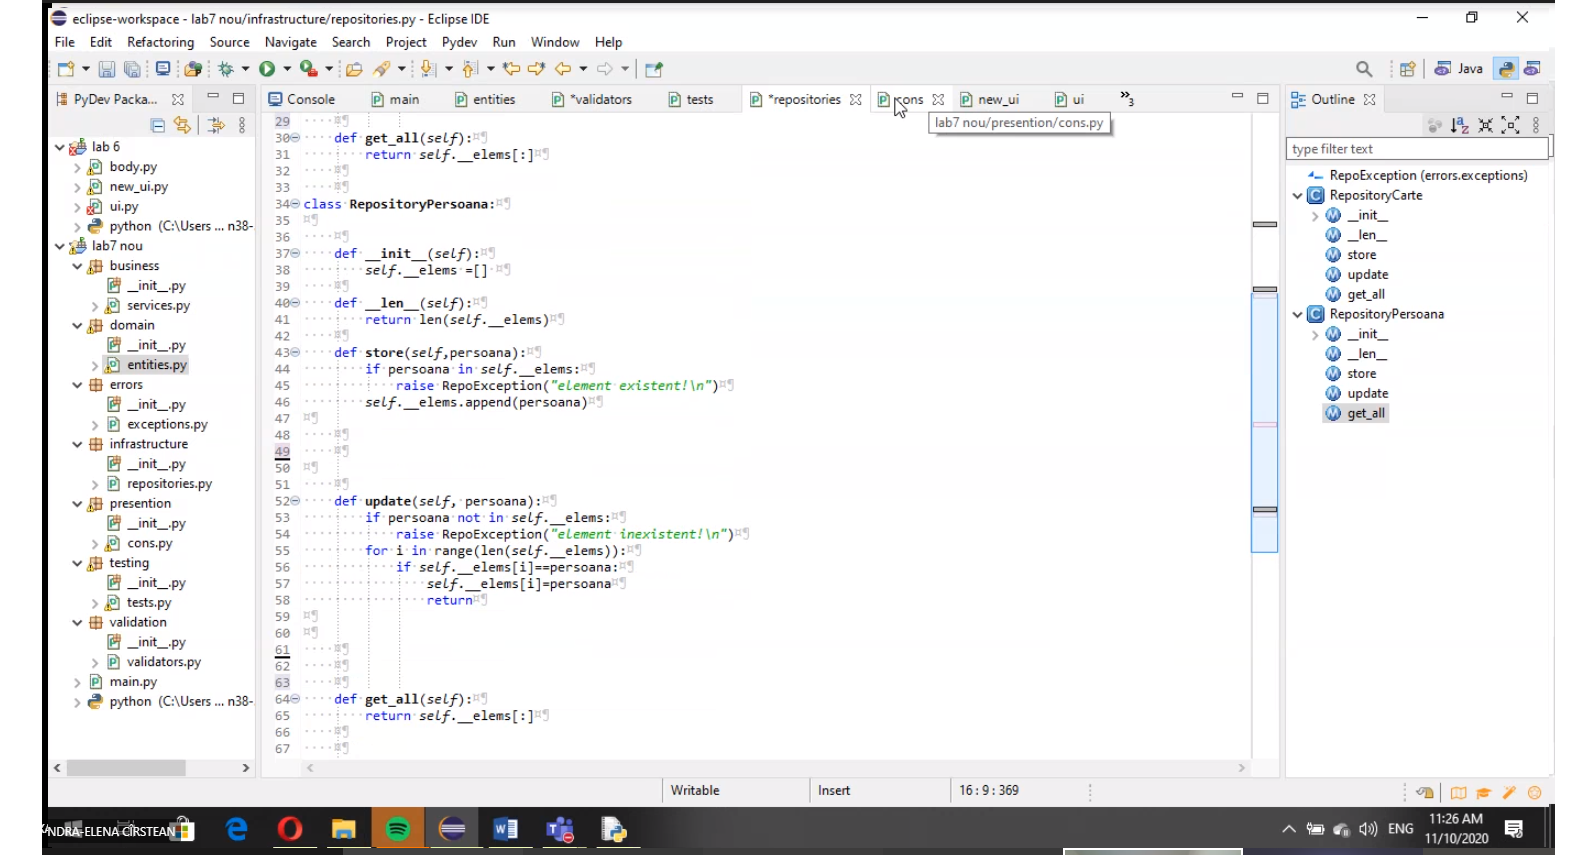 eclipse-workspace - lab7 nou/infrastructure/repositories.py - Eclipse IDE
File Edit Refactoring Source Navigate Search Project Pydev Run Window Help
Java
PyDev Packa...
Console main entities *validators tests *repositories cons new_ui ui »3
Outline
lab7 nou/presention/cons.py
type filter text
lab 6
body.py
new_ui.py
ui.py
python (C:\Users ... n38-
lab7 nou
business
__init__.py
services.py
domain
__init__.py
entities.py
errors
__init__.py
exceptions.py
infrastructure
__init__.py
repositories.py
presention
__init__.py
cons.py
testing
__init__.py
tests.py
validation
__init__.py
validators.py
main.py
python (C:\Users ... n38-
29
30 def get_all(self):
31 return self.__elems[:]
32
33
34 class RepositoryPersoana:
35
36
37 def __init__(self):
38 self.__elems =[]
39
40 def __len__(self):
41 return len(self.__elems)
42
43 def store(self,persoana):
44 if persoana in self.__elems:
45 raise RepoException("element existent!\n")
46 self.__elems.append(persoana)
47
48
49
50
51
52 def update(self, persoana):
53 if persoana not in self.__elems:
54 raise RepoException("element inexistent!\n")
55 for i in range(len(self.__elems)):
56 if self.__elems[i]==persoana:
57 self.__elems[i]=persoana
58 return
59
60
61
62
63
64 def get_all(self):
65 return self.__elems[:]
66
67
RepoException (errors.exceptions)
RepositoryCarte
__init__
__len__
store
update
get_all
RepositoryPersoana
__init__
__len__
store
update
get_all
Writable Insert 16 : 9 : 369
ENG
11:26 AM
11/10/2020
NDRA-ELENA CÎRSTEAN